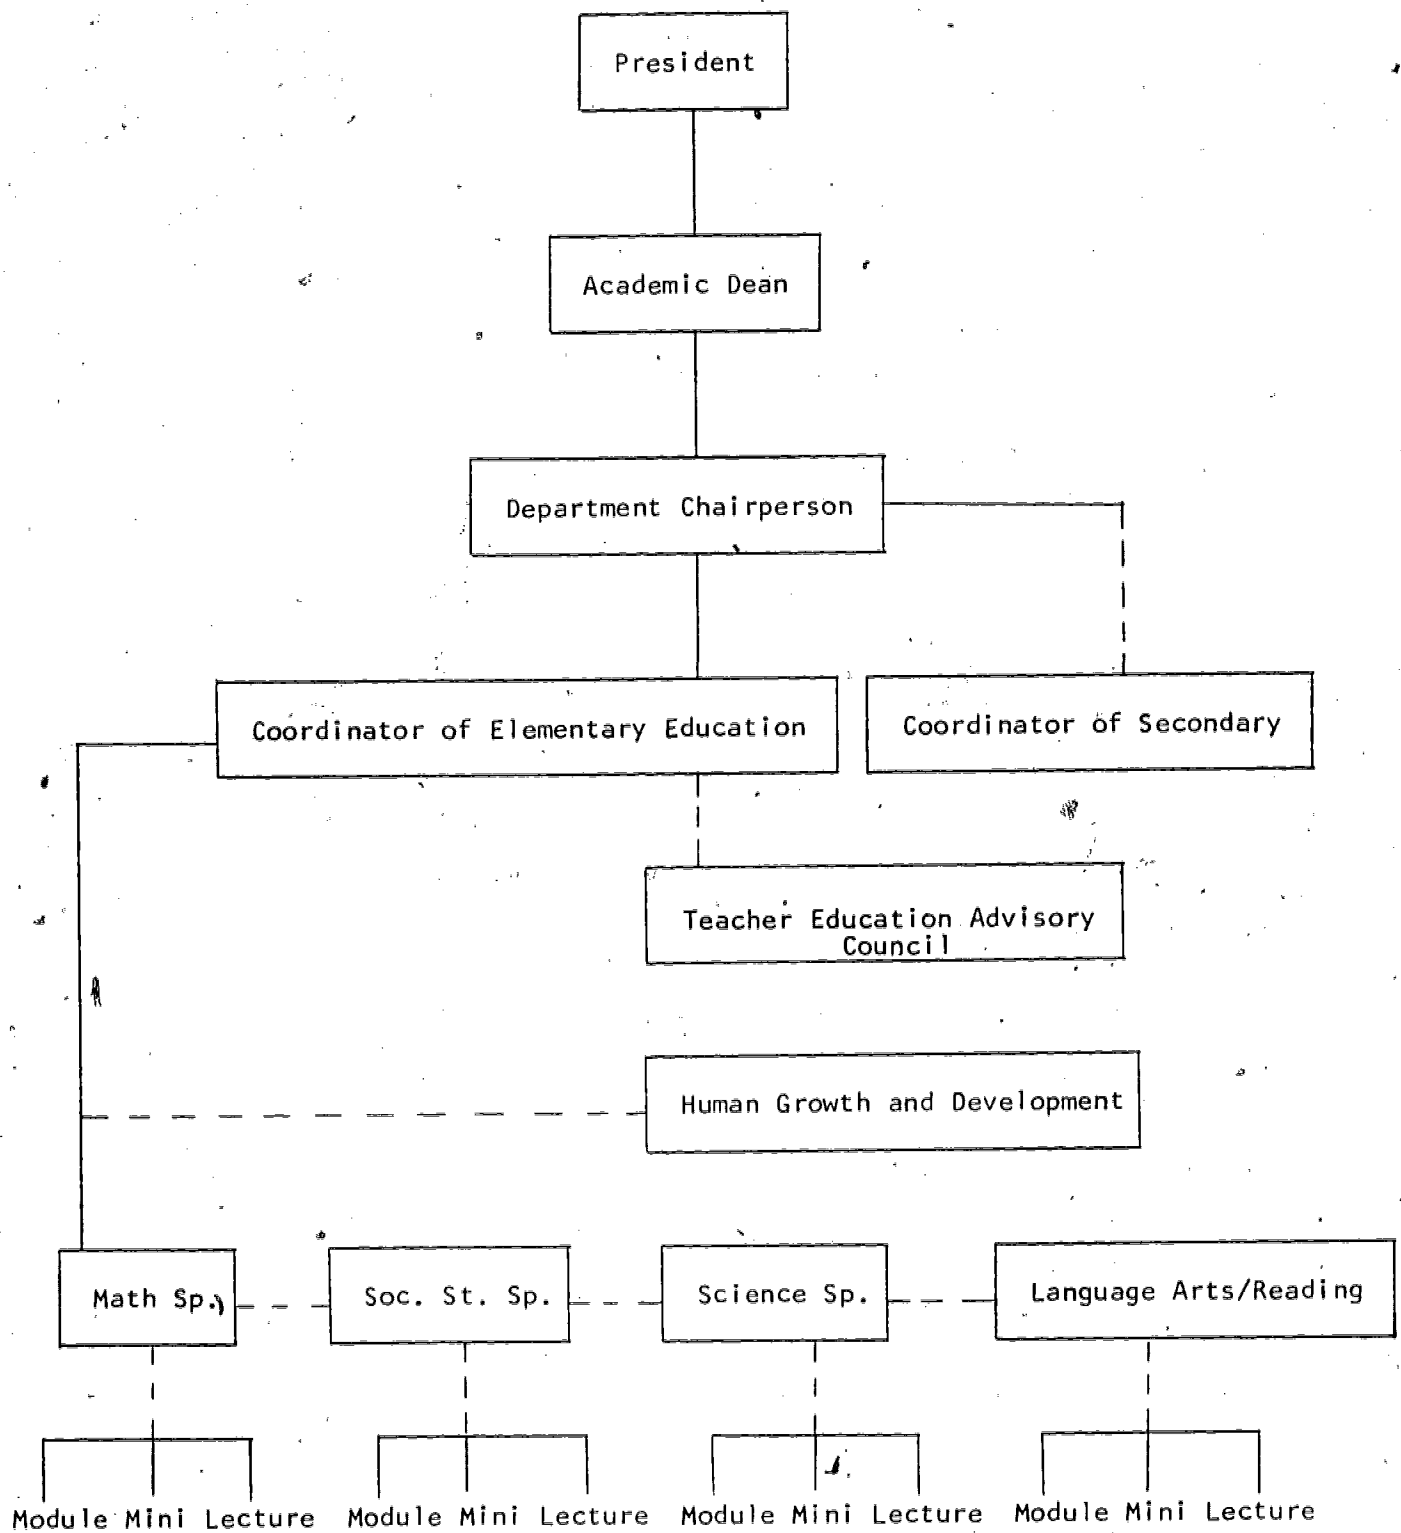 President
Academic Dean
Department Chairperson
Coordinator of Elementary Education
Coordinator of Secondary
Teacher Education Advisory
Council
Human Growth and Development
Math Sp.
Soc. St. Sp.
Science Sp.
Language Arts/Reading
Module Mini Lecture
Module Mini Lecture
Module Mini Lecture
Module Mini Lecture